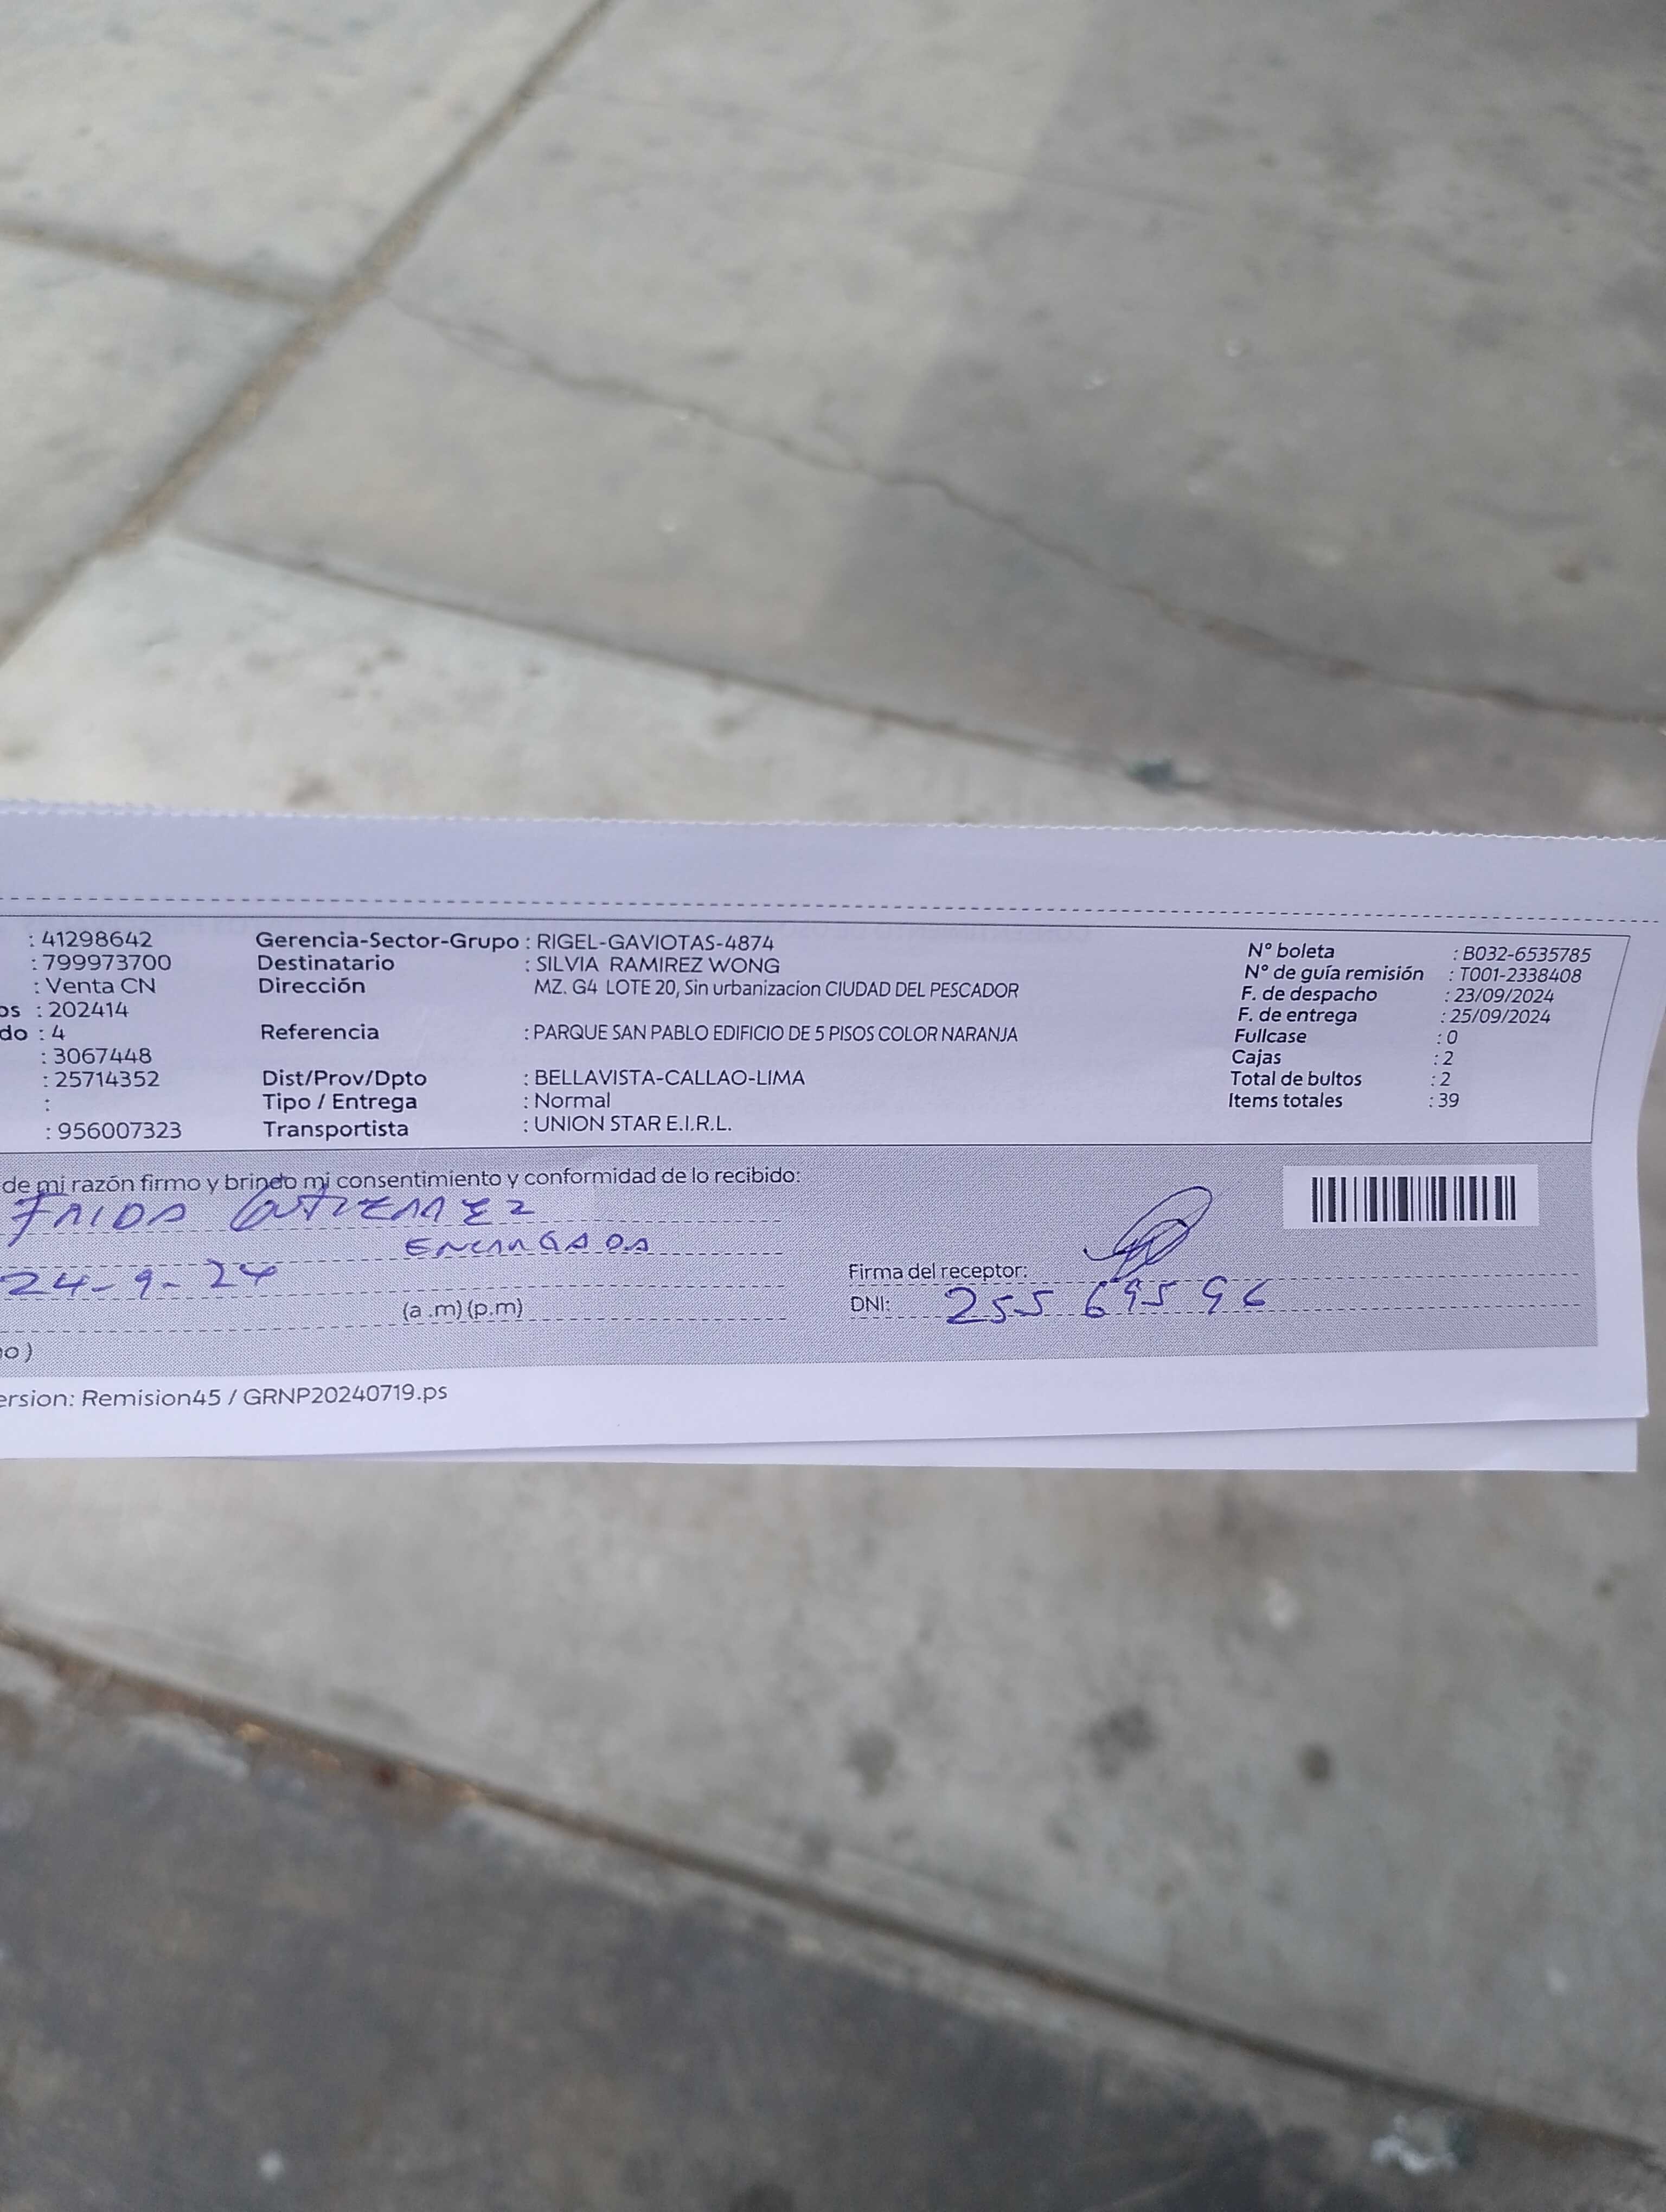 : 41298642 Gerencia-Sector-Grupo : RIGEL-GAVIOTAS-4874 N° boleta : B032-6535785
: 799973700 Destinatario : SILVIA RAMIREZ WONG N° de guía remisión : T001-2338408
: Venta CN Dirección MZ. G4 LOTE 20, Sin urbanizacion CIUDAD DEL PESCADOR F. de despacho : 23/09/2024
os : 202414 F. de entrega : 25/09/2024
do : 4 Referencia : PARQUE SAN PABLO EDIFICIO DE 5 PISOS COLOR NARANJA Fullcase : 0
: 3067448 Cajas : 2
: 25714352 Dist/Prov/Dpto : BELLAVISTA-CALLAO-LIMA Total de bultos : 2
: Tipo / Entrega : Normal Items totales : 39
: 956007323 Transportista : UNION STAR E.I.R.L.
de mi razón firmo y brindo mi consentimiento y conformidad de lo recibido:
FRIDA GUTIERREZ
ENCARGADA
24-9-24 Firma del receptor:
(a .m) (p.m) DNI: 25569596
no)
ersion: Remision45 / GRNP20240719.ps